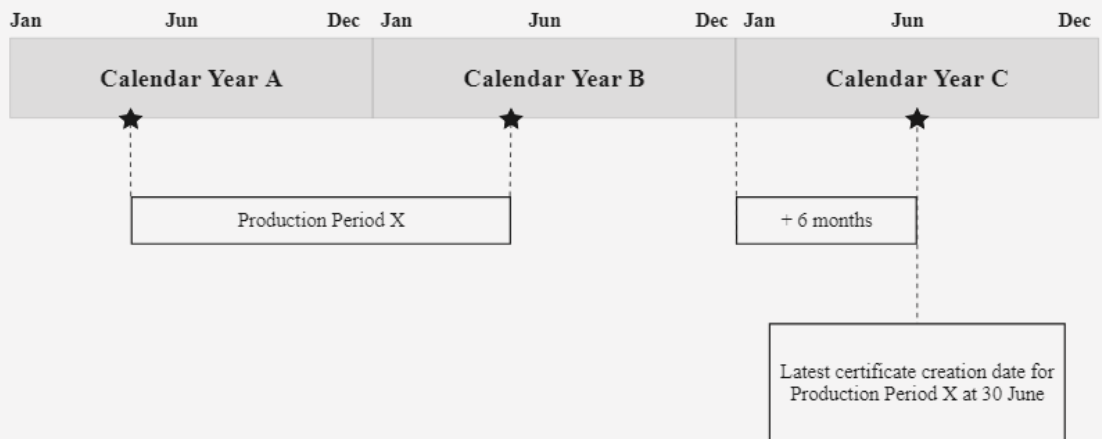 Jan Jun Dec Jan Jun Dec Jan Jun Dec
Calendar Year A Calendar Year B Calendar Year C
Production Period X + 6 months
Latest certificate creation date for
Production Period X at 30 June